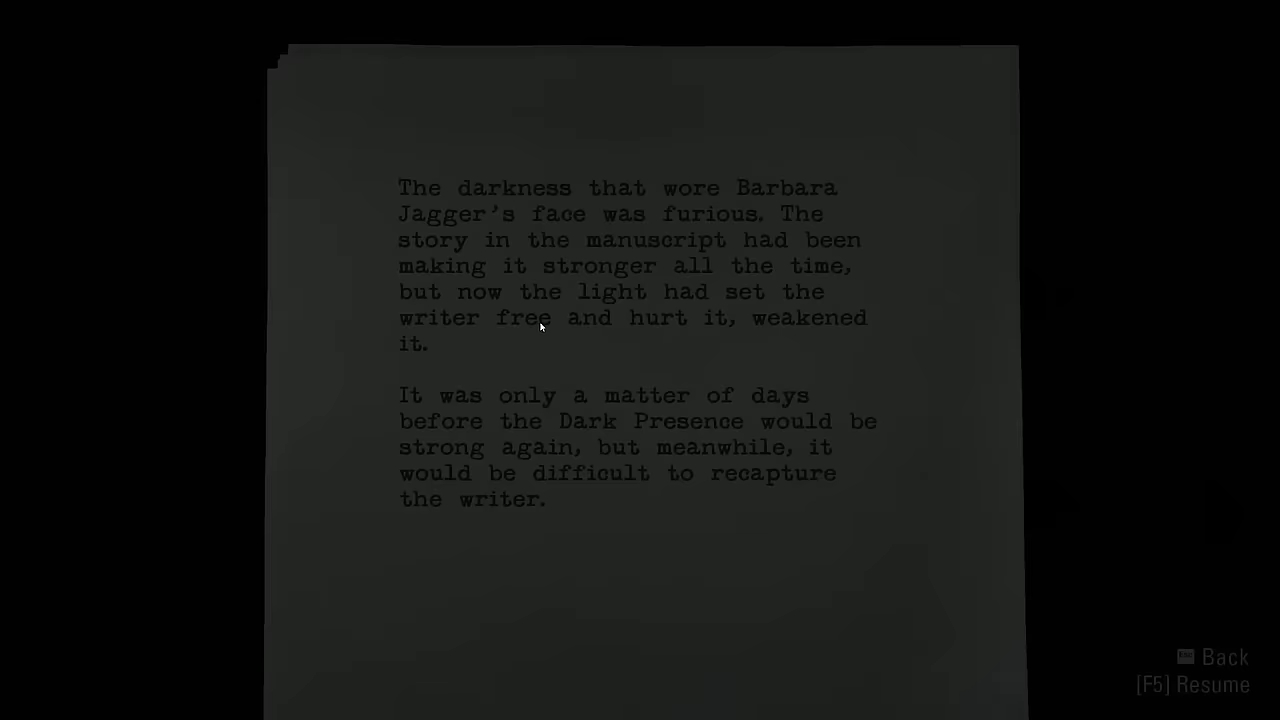 The darkness that wore Barbara
Jagger's face was furious. The
story in the manuscript had been
making it stronger all the time,
but now the light had set the
writer free and hurt it, weakened
it.
It was only a matter of days
before the Dark Presence would be
strong again, but meanwhile, it
would be difficult to recapture
the writer.
Esc Back
[F5] Resume